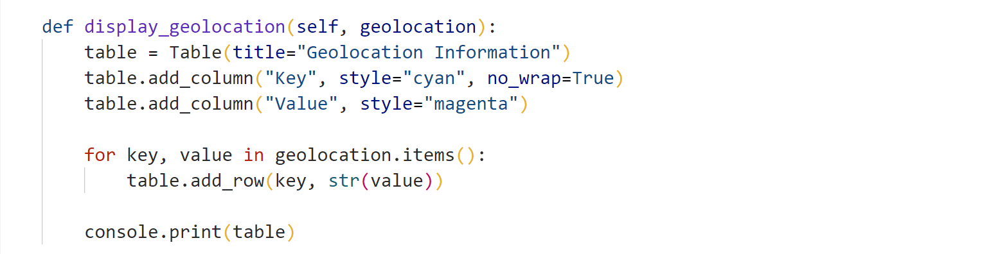 def display_geolocation(self, geolocation):
    table = Table(title="Geolocation Information")
    table.add_column("Key", style="cyan", no_wrap=True)
    table.add_column("Value", style="magenta")

    for key, value in geolocation.items():
        table.add_row(key, str(value))

    console.print(table)